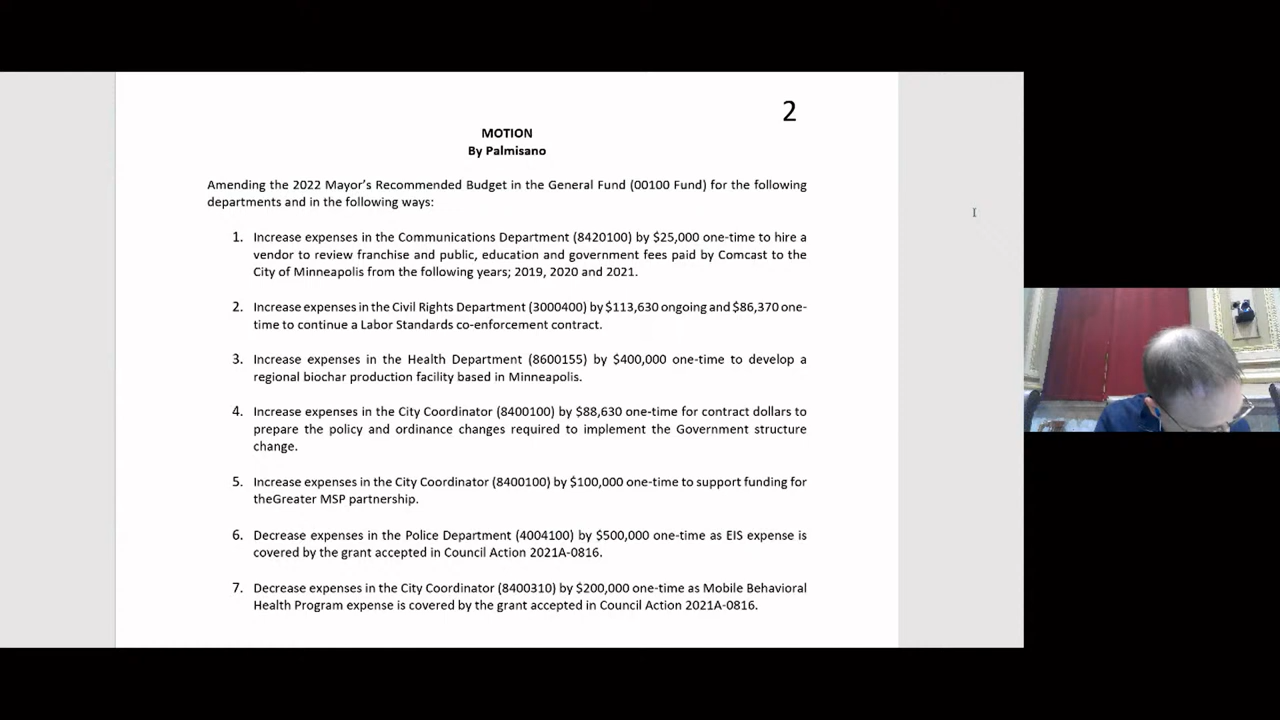 2
MOTION
By Palmisano
Amending the 2022 Mayor's Recommended Budget in the General Fund (00100 Fund) for the following
departments and in the following ways:
1. Increase expenses in the Communications Department (8420100) by $25,000 one-time to hire a
vendor to review franchise and public, education and government fees paid by Comcast to the
City of Minneapolis from the following years; 2019, 2020 and 2021.
2. Increase expenses in the Civil Rights Department (3000400) by $113,630 ongoing and $86,370 one-
time to continue a Labor Standards co-enforcement contract.
3. Increase expenses in the Health Department (8600155) by $400,000 one-time to develop a
regional biochar production facility based in Minneapolis.
4. Increase expenses in the City Coordinator (8400100) by $88,630 one-time for contract dollars to
prepare the policy and ordinance changes required to implement the Government structure
change.
5. Increase expenses in the City Coordinator (8400100) by $100,000 one-time to support funding for
theGreater MSP partnership.
6. Decrease expenses in the Police Department (4004100) by $500,000 one-time as EIS expense is
covered by the grant accepted in Council Action 2021A-0816.
7. Decrease expenses in the City Coordinator (8400310) by $200,000 one-time as Mobile Behavioral
Health Program expense is covered by the grant accepted in Council Action 2021A-0816.